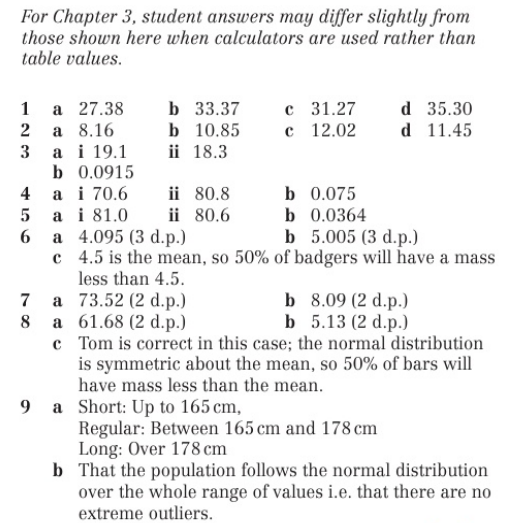 For Chapter 3, student answers may differ slightly from
those shown here when calculators are used rather than
table values.
1 a 27.38 b 33.37 c 31.27 d 35.30
2 a 8.16 b 10.85 c 12.02 d 11.45
3 a i 19.1 ii 18.3
b 0.0915
4 a i 70.6 ii 80.8 b 0.075
5 a i 81.0 ii 80.6 b 0.0364
6 a 4.095 (3 d.p.) b 5.005 (3 d.p.)
c 4.5 is the mean, so 50% of badgers will have a mass
less than 4.5.
7 a 73.52 (2 d.p.) b 8.09 (2 d.p.)
8 a 61.68 (2 d.p.) b 5.13 (2 d.p.)
c Tom is correct in this case; the normal distribution
is symmetric about the mean, so 50% of bars will
have mass less than the mean.
9 a Short: Up to 165 cm,
Regular: Between 165 cm and 178 cm
Long: Over 178 cm
b That the population follows the normal distribution
over the whole range of values i.e. that there are no
extreme outliers.